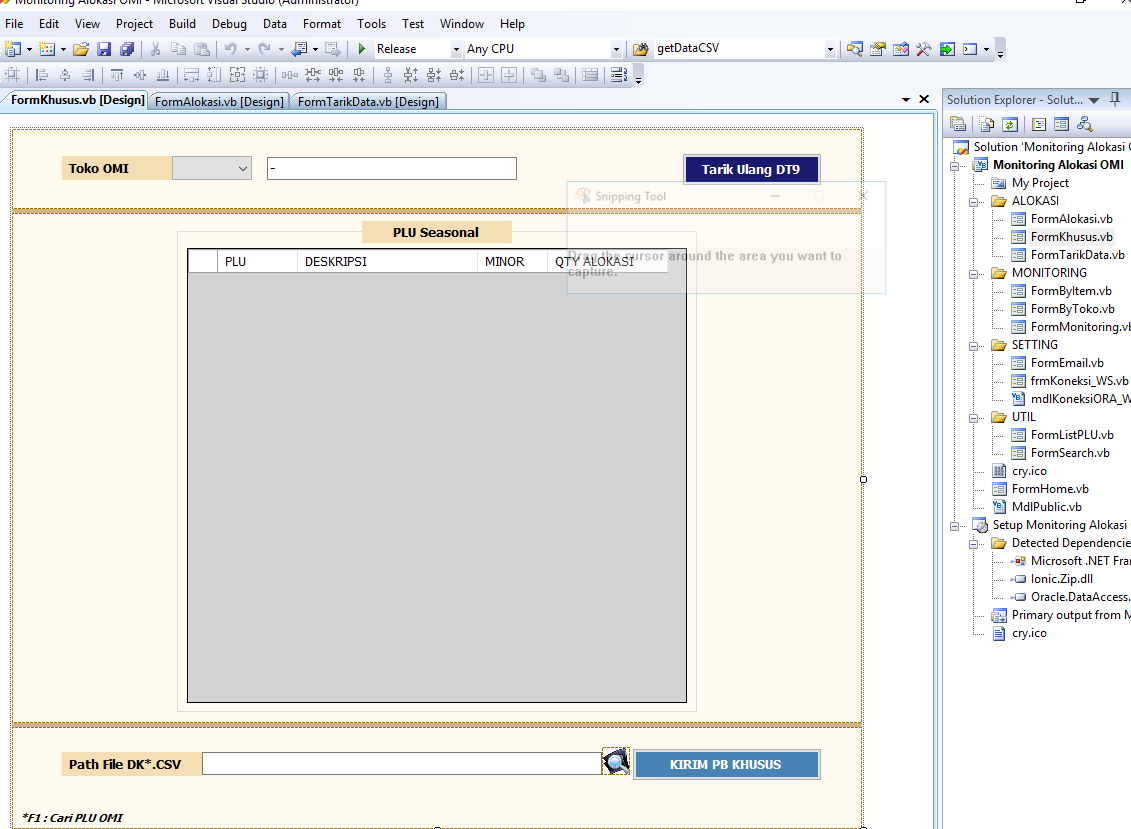 Monitoring Alokasi OMI - Microsoft Visual Studio (Administrator)
File Edit View Project Build Debug Data Format Tools Test Window Help
Release Any CPU getDataCSV
FormKhusus.vb [Design] FormAlokasi.vb [Design] FormTarikData.vb [Design]
Toko OMI - Tarik Ulang DT9
Snipping Tool
Drag the cursor around the area you want to capture.
PLU Seasonal
PLU DESKRIPSI MINOR QTY ALOKASI
Path File DK*.CSV KIRIM PB KHUSUS
*F1 : Cari PLU OMI
Solution Explorer - Solut...
Solution 'Monitoring Alokasi
Monitoring Alokasi OMI
My Project
ALOKASI
FormAlokasi.vb
FormKhusus.vb
FormTarikData.vb
MONITORING
FormByItem.vb
FormByToko.vb
FormMonitoring.vb
SETTING
FormEmail.vb
frmKoneksi_WS.vb
mdlKoneksiORA_W
UTIL
FormListPLU.vb
FormSearch.vb
cry.ico
FormHome.vb
MdlPublic.vb
Setup Monitoring Alokasi
Detected Dependencie
Microsoft .NET Fra
Ionic.Zip.dll
Oracle.DataAccess.
Primary output from M
cry.ico